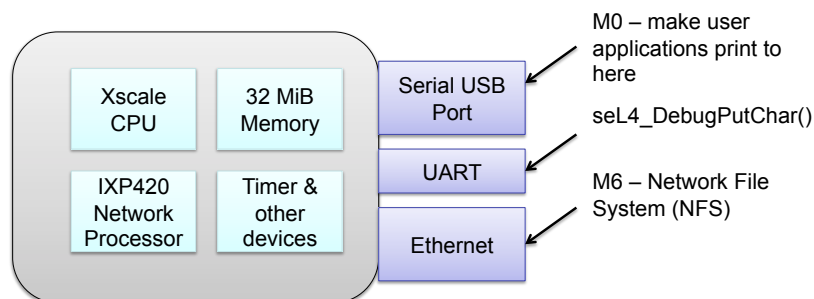 Xscale
CPU
32 MiB
Memory
IXP420
Network
Processor
Timer &
other
devices
Serial USB
Port
UART
Ethernet
M0 – make user
applications print to
here
seL4_DebugPutChar()
M6 – Network File
System (NFS)